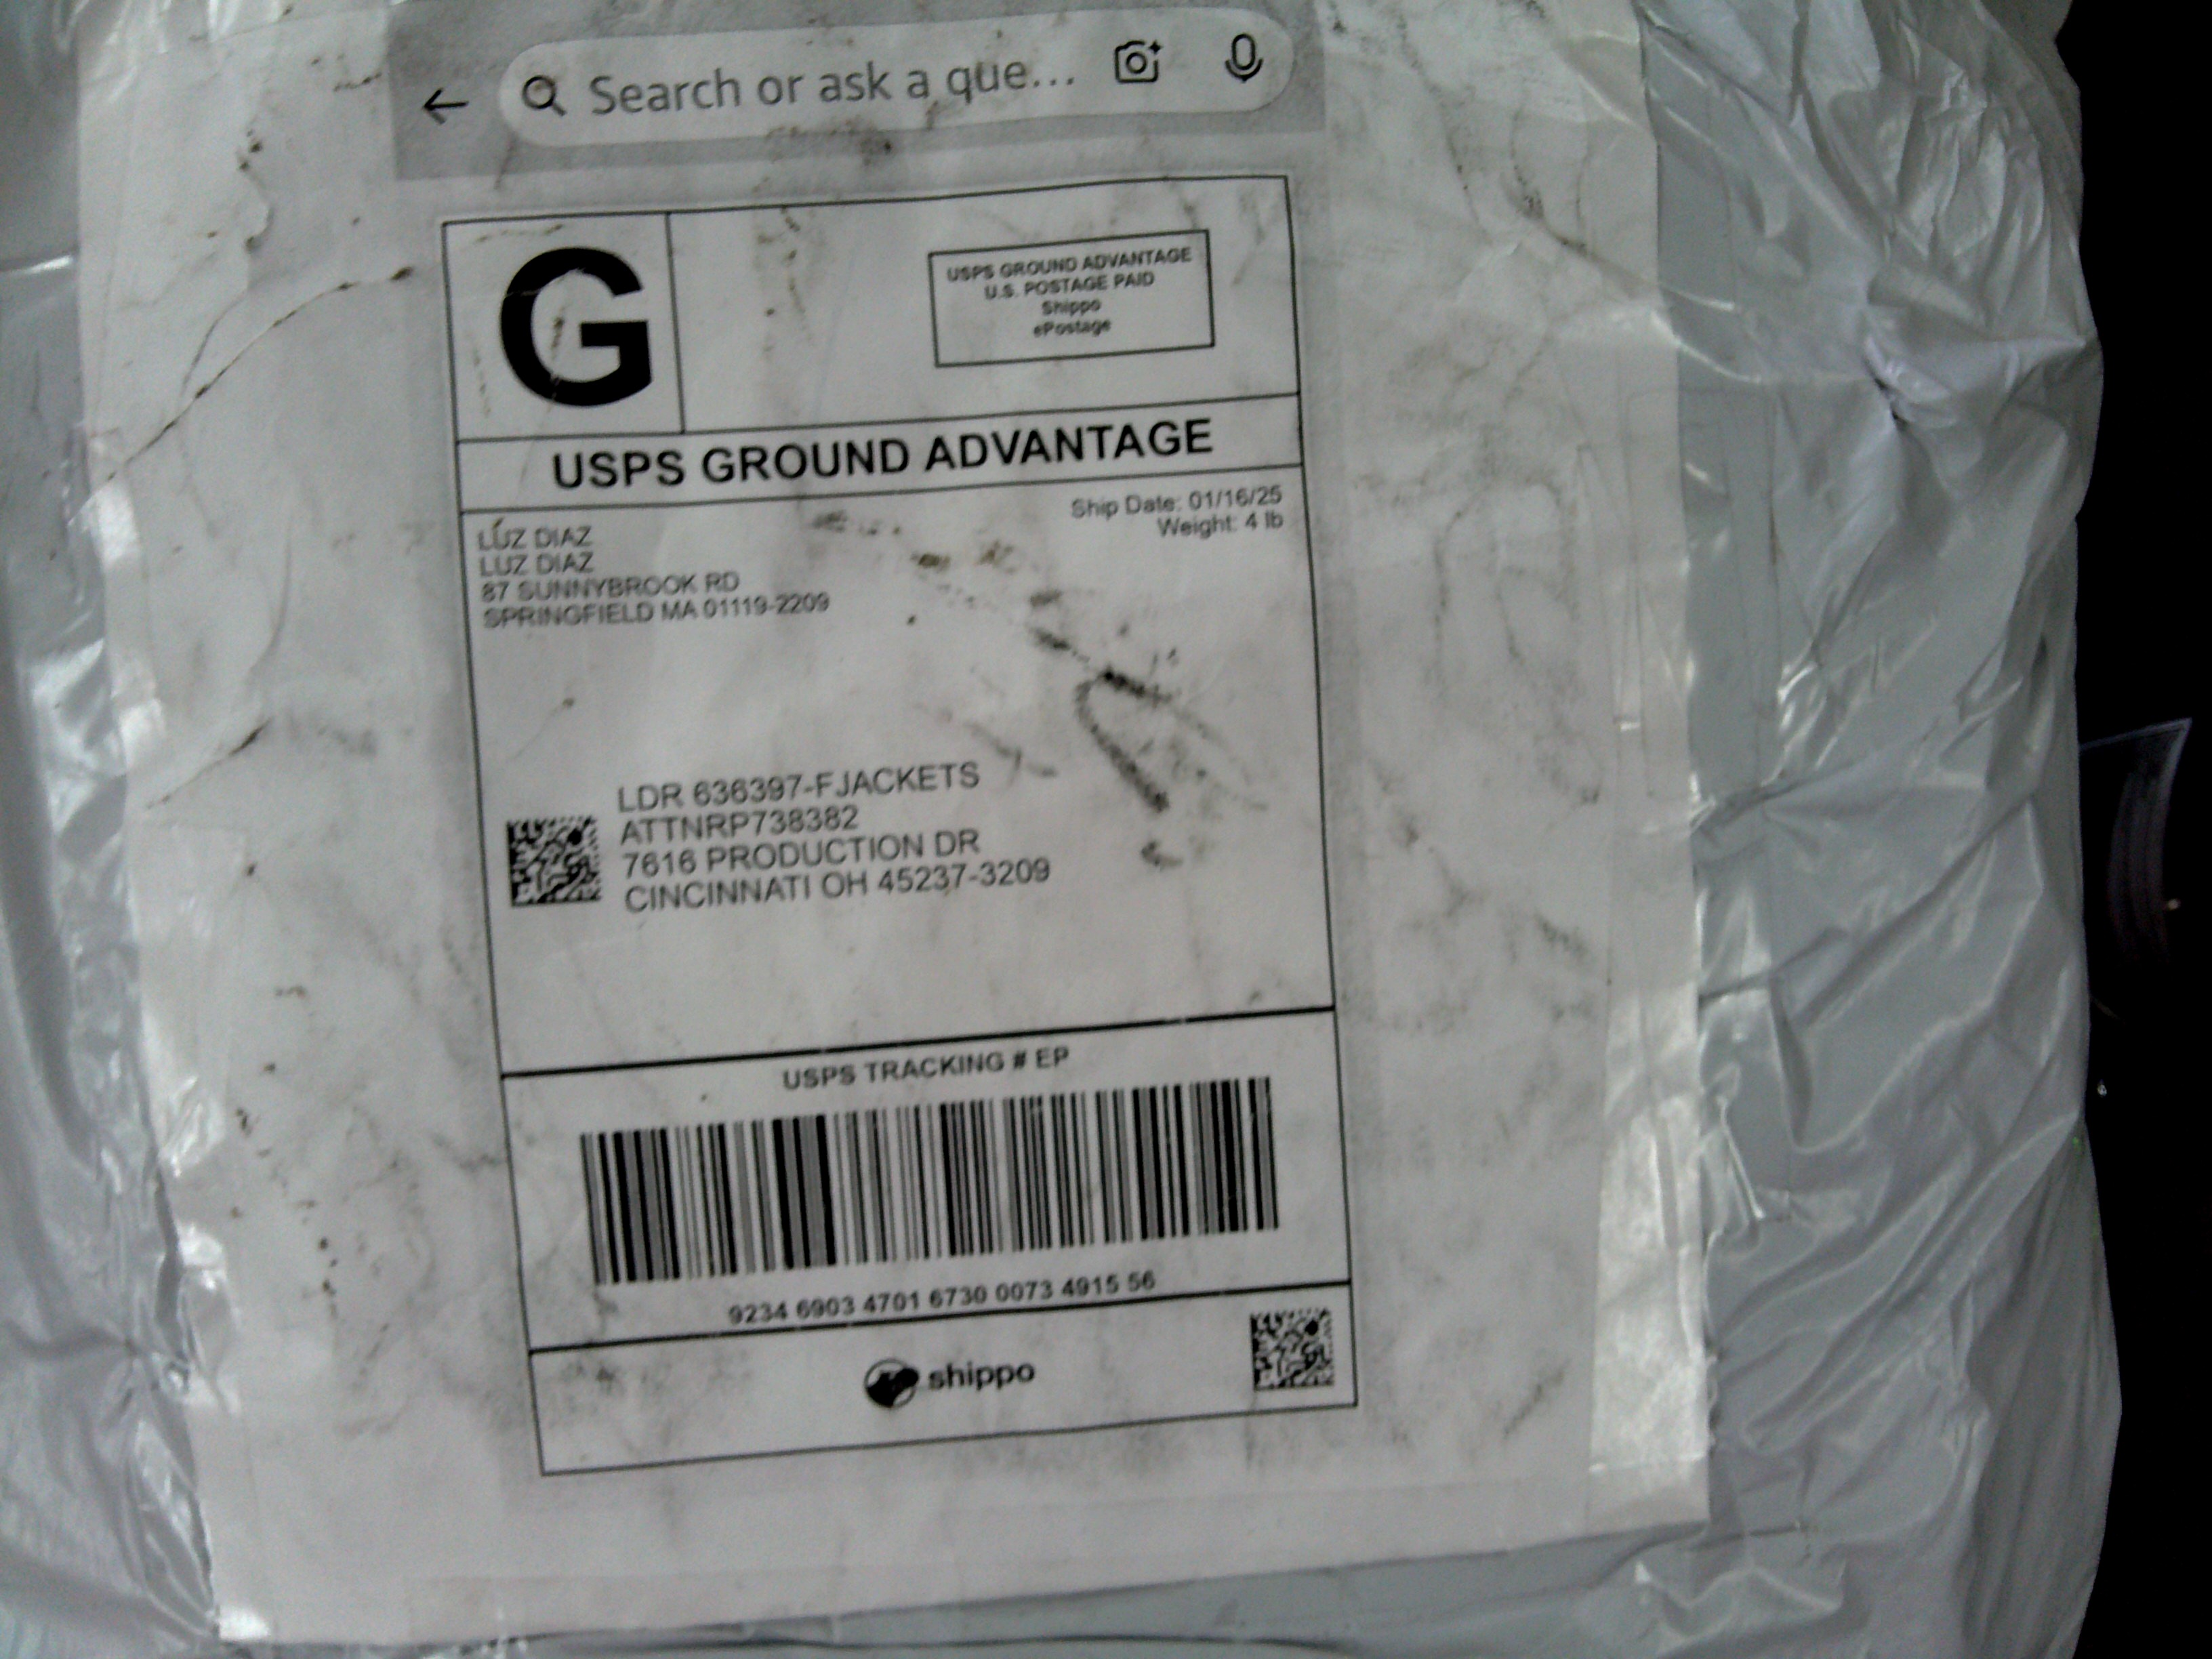 Search or ask a que...
G
USPS GROUND ADVANTAGE
U.S. POSTAGE PAID
Shippo
ePostage
USPS GROUND ADVANTAGE
Ship Date: 01/16/25
Weight: 4 lb
LUZ DIAZ
LUZ DIAZ
87 SUNNYBROOK RD
SPRINGFIELD MA 01119-2209
LDR 636397-FJACKETS
ATTNRP738382
7616 PRODUCTION DR
CINCINNATI OH 45237-3209
USPS TRACKING # EP
9234 6903 4701 6730 0073 4915 56
shippo